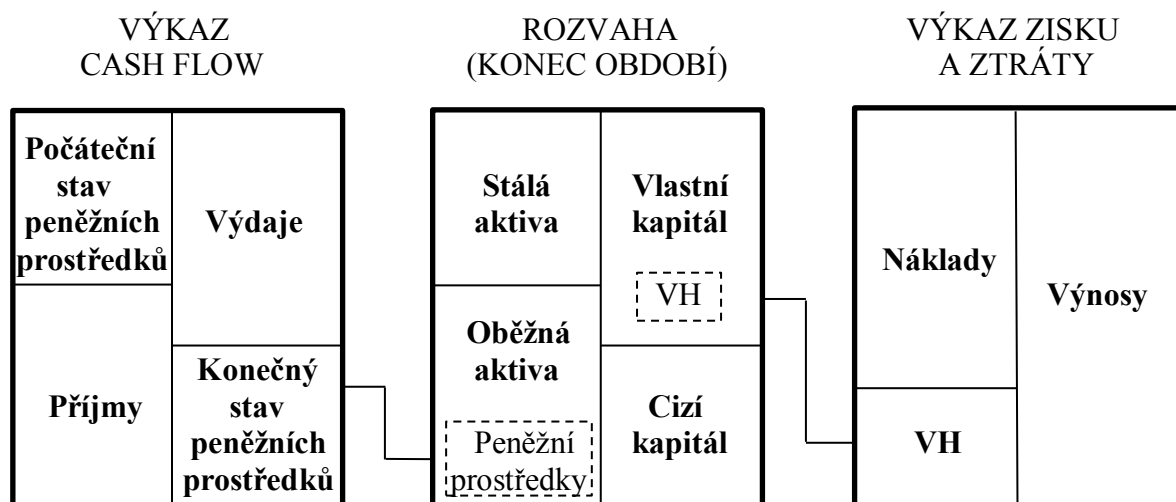 VÝKAZ
CASH FLOW
Počáteční
stav
peněžních
prostředků
Výdaje
Příjmy
Konečný
stav
peněžních
prostředků
ROZVAHA
(KONEC OBDOBÍ)
Stálá
aktiva
Vlastní
kapitál
VH
Oběžná
aktiva
Peněžní
prostředky
Cizí
kapitál
VÝKAZ ZISKU
A ZTRÁTY
Náklady
Výnosy
VH